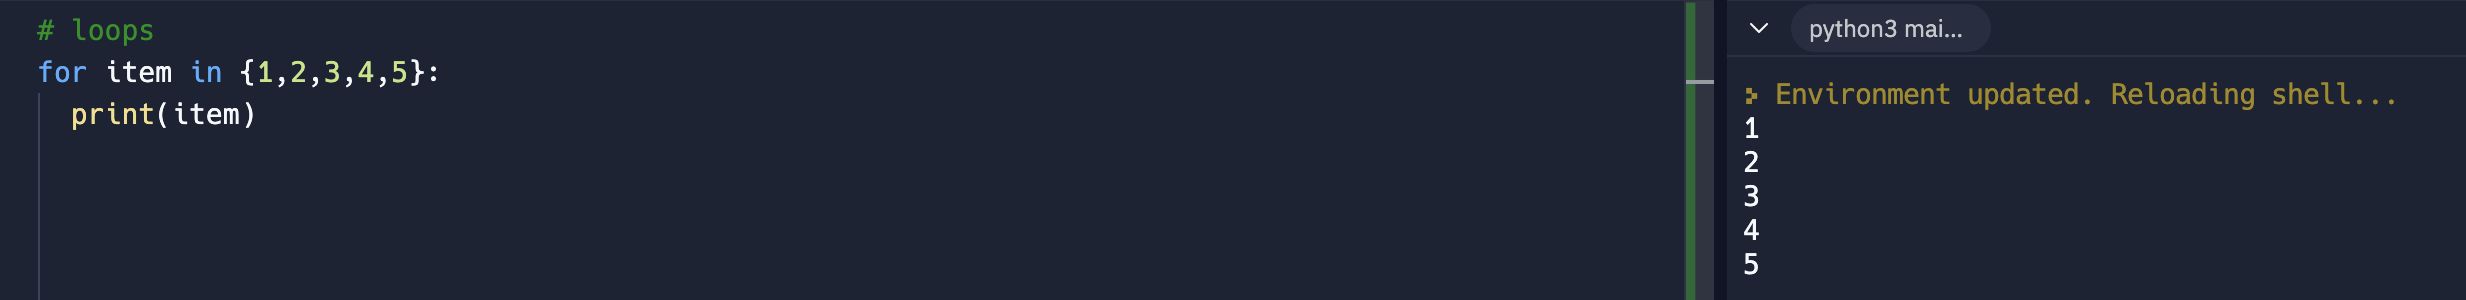 # loops
for item in {1,2,3,4,5}:
  print(item)
python3 mai...
Environment updated. Reloading shell...
1
2
3
4
5